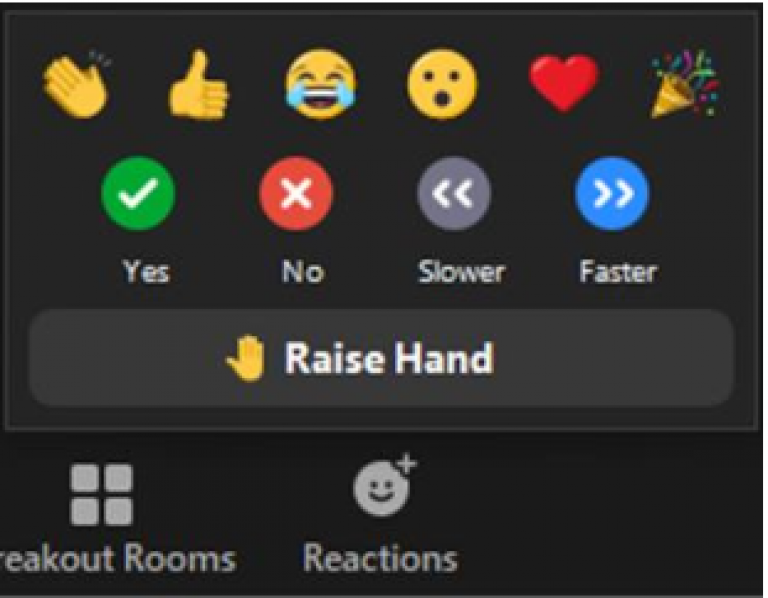 Yes No Slower Faster
Raise Hand
reakout Rooms Reactions